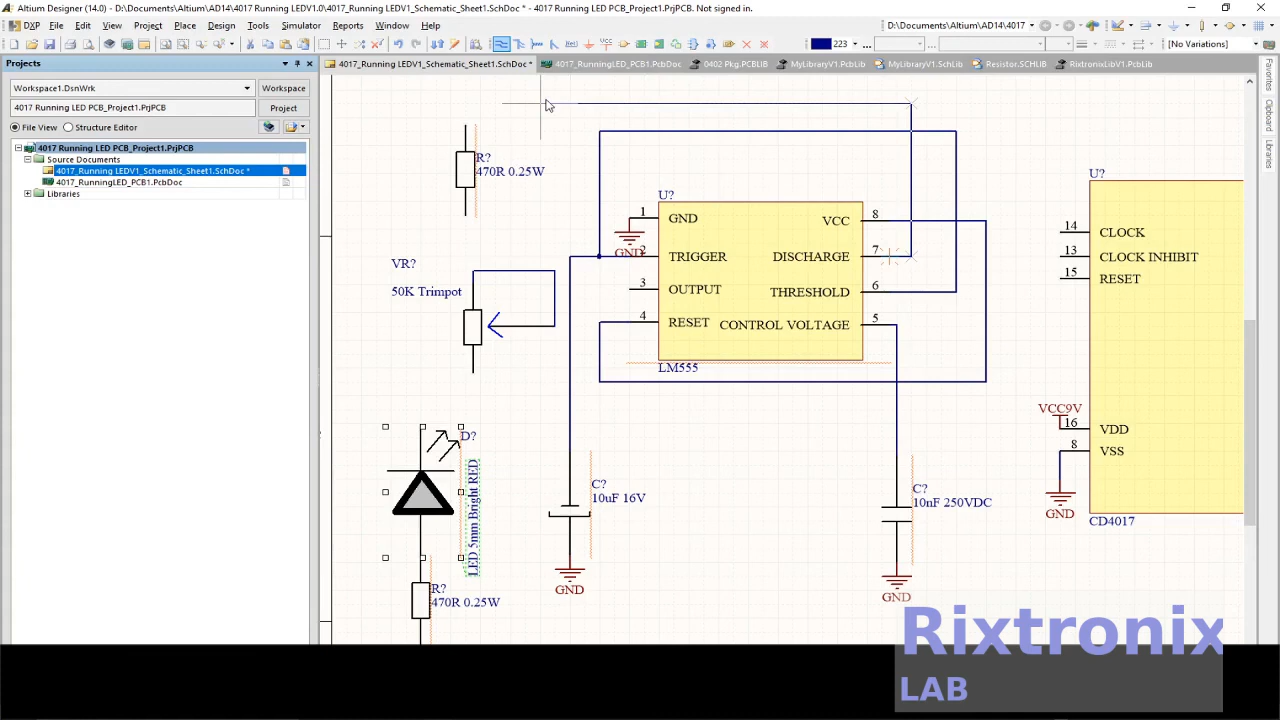 Altium Designer (14.0) - D:\Documents\Altium\AD14\4017 Running LEDV1.0\4017_Running LEDV1_Schematic_Sheet1.SchDoc * - 4017 Running LED PCB_Project1.PrjPCB. Not signed in.
DXP File Edit View Project Place Design Tools Simulator Reports Window Help D:\Documents\Altium\AD14\4017
223 [No Variations]
Projects
4017_Running LEDV1_Schematic_Sheet1.SchDoc * 4017_RunningLED_PCB1.PcbDoc 0402 Pkg.PCBLIB MyLibraryV1.PcbLib MyLibraryV1.SchLib Resistor.SCHLIB RixtronixLibV1.PcbLib
Workspace1.DsnWrk Workspace
4017 Running LED PCB_Project1.PrjPCB Project
File View Structure Editor
4017 Running LED PCB_Project1.PrjPCB
Source Documents
4017_Running LEDV1_Schematic_Sheet1.SchDoc *
4017_RunningLED_PCB1.PcbDoc
Libraries
Favorites
Clipboard
Libraries
R?
470R 0.25W
VR?
50K Trimpot
U?
1 GND VCC 8
GND
2 TRIGGER DISCHARGE 7
3 OUTPUT THRESHOLD 6
4 RESET CONTROL VOLTAGE 5
LM555
U?
14 CLOCK
13 CLOCK INHIBIT
15 RESET
VCC9V
16 VDD
8 VSS
GND
CD4017
D?
LED 5mm Bright RED
R?
470R 0.25W
C?
10uF 16V
GND
C?
10nF 250VDC
GND
Rixtronix
LAB